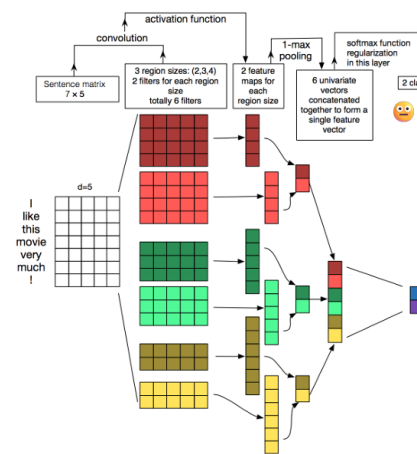 activation function
convolution
1-max
pooling
softmax function
regularization
in this layer
Sentence matrix
7 × 5
3 region sizes: (2,3,4)
2 filters for each region
size
totally 6 filters
2 feature
maps for
each
region size
6 univariate
vectors
concatenated
together to form a
single feature
vector
2 cla
d=5
I
like
this
movie
very
much
!